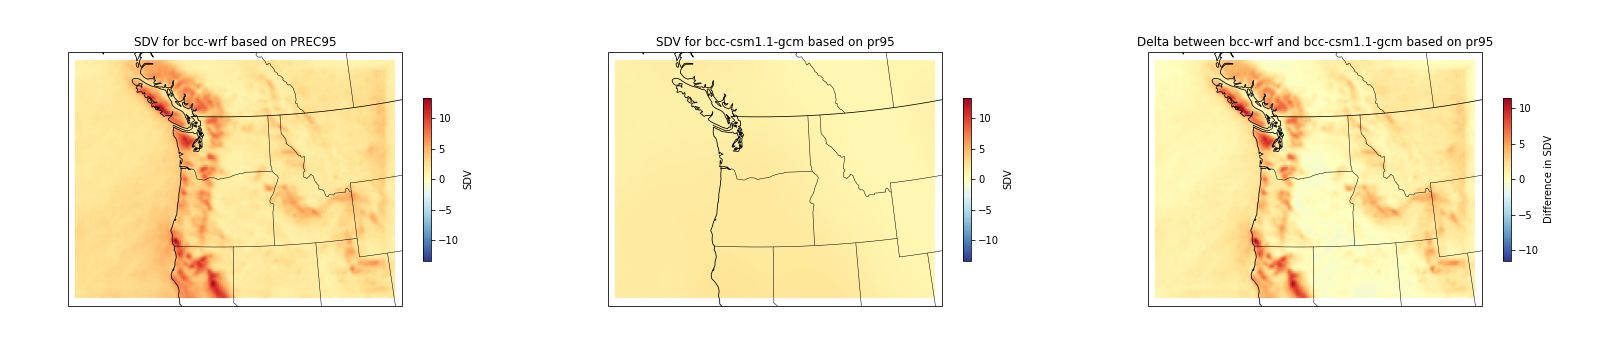 SDV for bcc-wrf based on PREC95
10
5
0
−5
−10
SDV
SDV for bcc-csm1.1-gcm based on pr95
10
5
0
−5
−10
SDV
Delta between bcc-wrf and bcc-csm1.1-gcm based on pr95
10
5
0
−5
−10
Difference in SDV